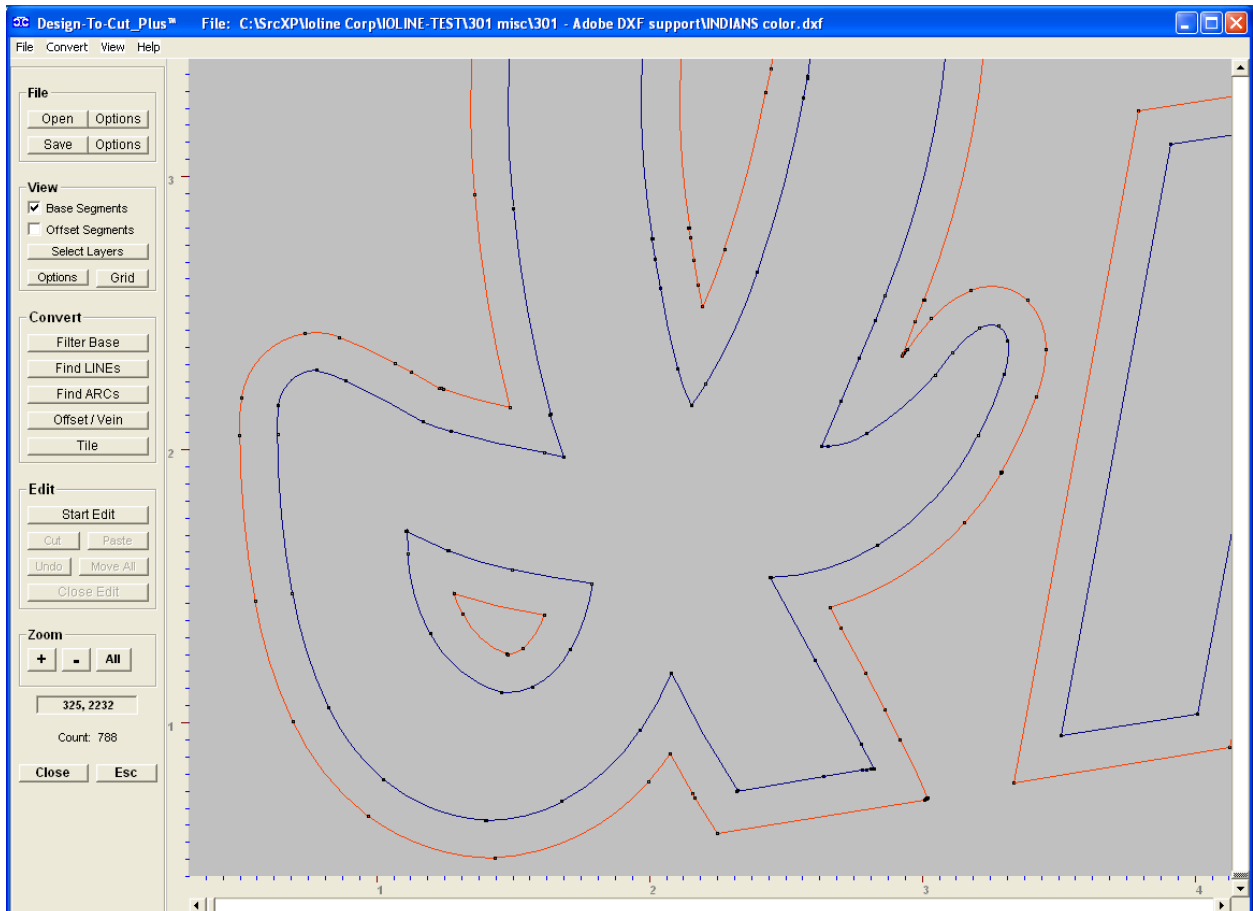 Design-To-Cut_Plus™ File: C:\SrcXP\Ioline Corp\IOLINE-TEST\301 misc\301 - Adobe DXF support\INDIANS color.dxf
File Convert View Help
File
Open Options
Save Options
View
Base Segments
Offset Segments
Select Layers
Options Grid
Convert
Filter Base
Find LINEs
Find ARCs
Offset / Vein
Tile
Edit
Start Edit
Cut Paste
Undo Move All
Close Edit
Zoom
+ - All
325, 2232
Count: 788
Close Esc
3
2
1
1 2 3 4